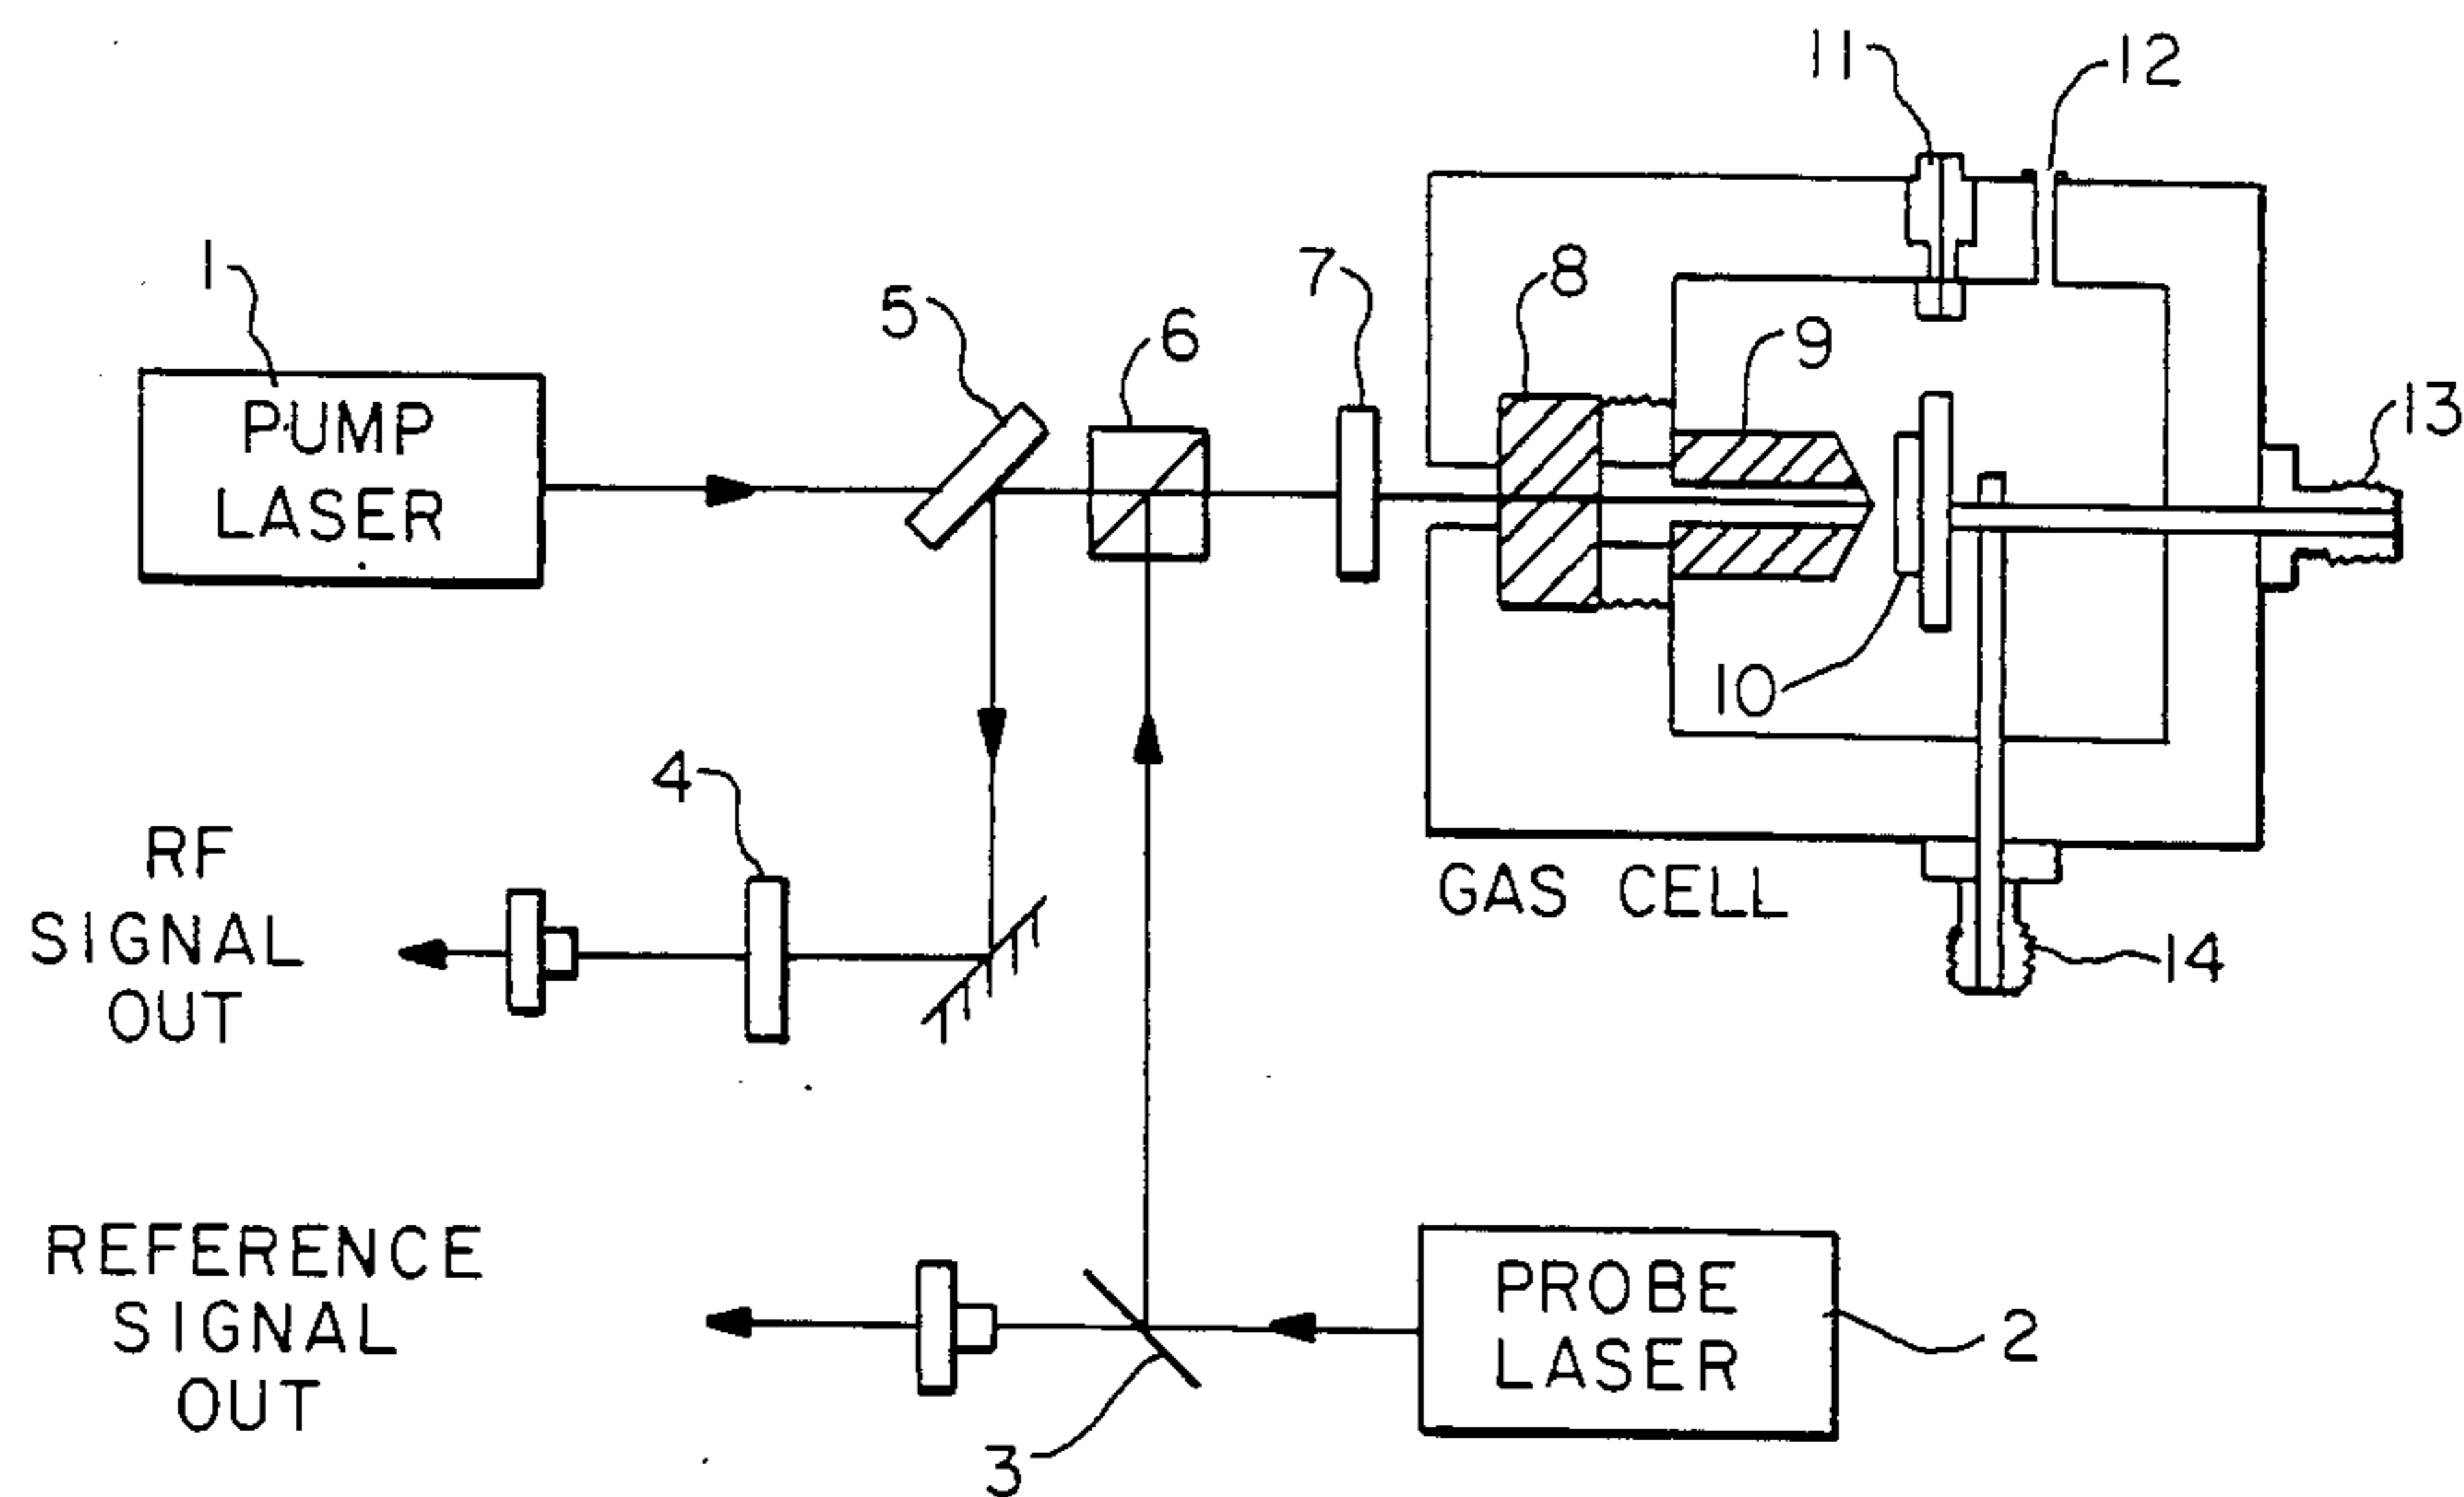 11
12
1
5
6
7
8
9
13
PUMP
LASER
10
4
RF
SIGNAL
OUT
GAS CELL
14
REFERENCE
SIGNAL
OUT
PROBE
LASER
2
3